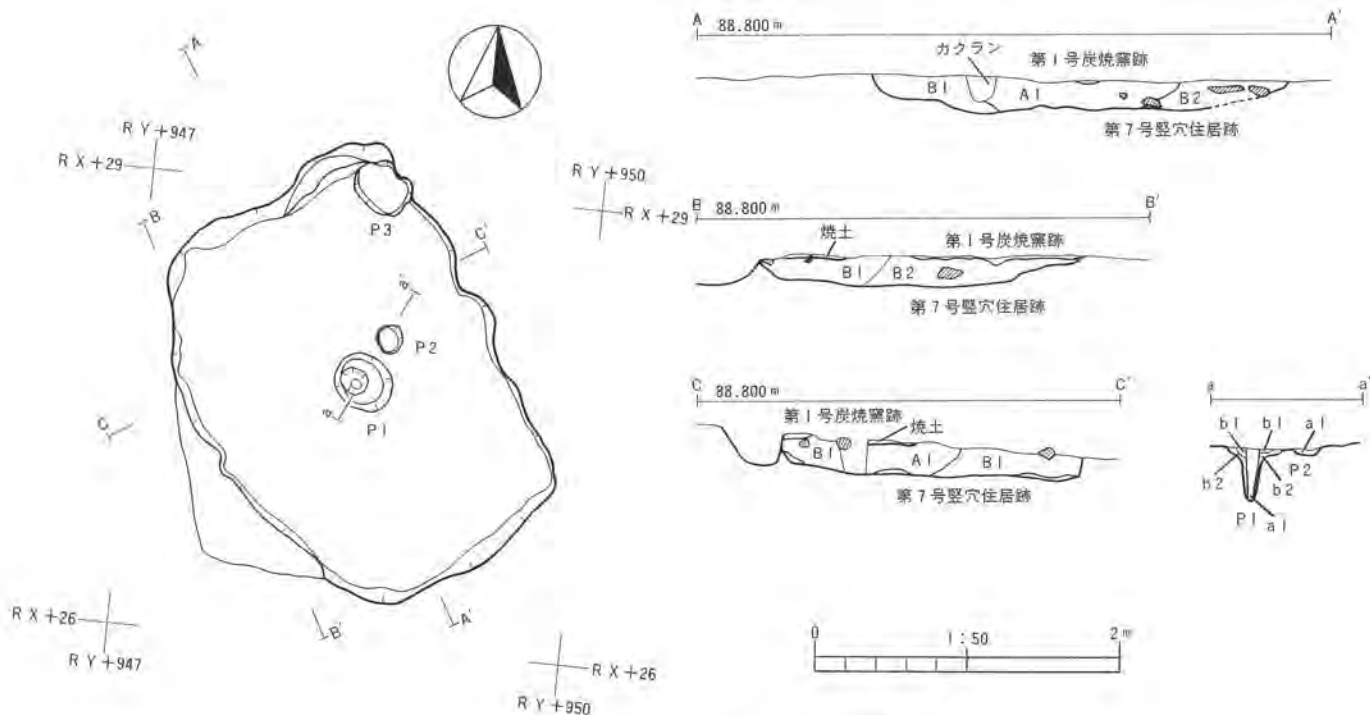 A
RY+947
RX+29
B
P3
C'
a'
P2
a
P1
C
RX+26
RY+947
B'
A'
RX+26
RY+950
RY+950
RX+29
A 88.800m A'
カクラン
第1号炭焼窯跡
B1 A1 B2
第7号竪穴住居跡
B 88.800m B'
焼土 第1号炭焼窯跡
B1 B2
第7号竪穴住居跡
C 88.800m C'
第1号炭焼窯跡 焼土
B1 A1 B1
第7号竪穴住居跡
a a'
b1 b1 a1
b2 b2 P2
P1 a1
0 1:50 2m